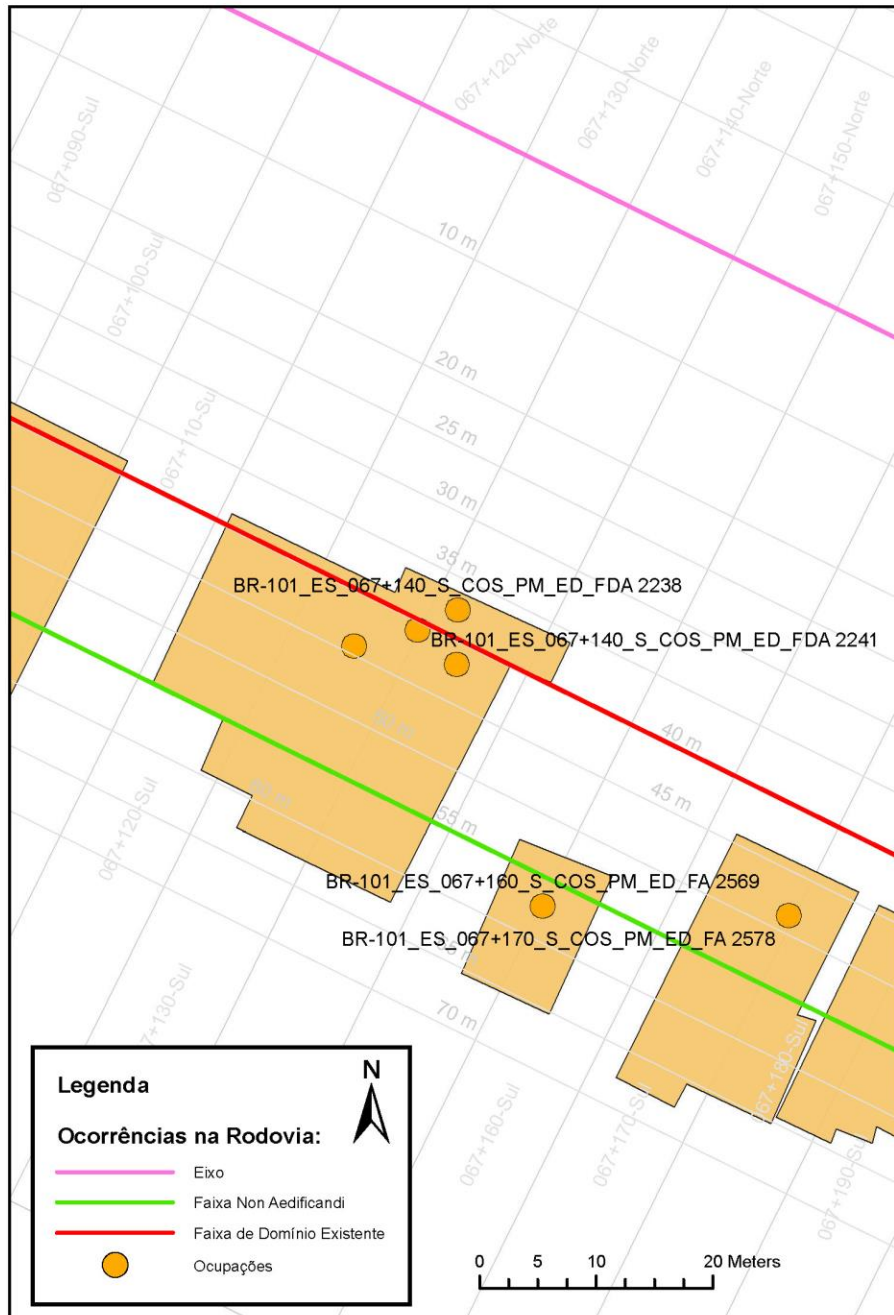 067+120-Norte
067+130-Norte
067+140-Norte
067+150-Norte
067+090-Sul
10 m
067+100-Sul
20 m
067+110-Sul
25 m
30 m
35 m
BR-101_ES_067+140_S_COS_PM_ED_FDA 2238
BR-101_ES_067+140_S_COS_PM_ED_FDA 2241
40 m
45 m
067+120-Sul
55 m
BR-101_ES_067+160_S_COS_PM_ED_FA 2569
BR-101_ES_067+170_S_COS_PM_ED_FA 2578
70 m
067+180-Sul
067+160-Sul
067+170-Sul
067+190-Sul
Legenda
N
Ocorrências na Rodovia:
Eixo
Faixa Non Aedificandi
Faixa de Domínio Existente
Ocupações
0 5 10 20 Meters